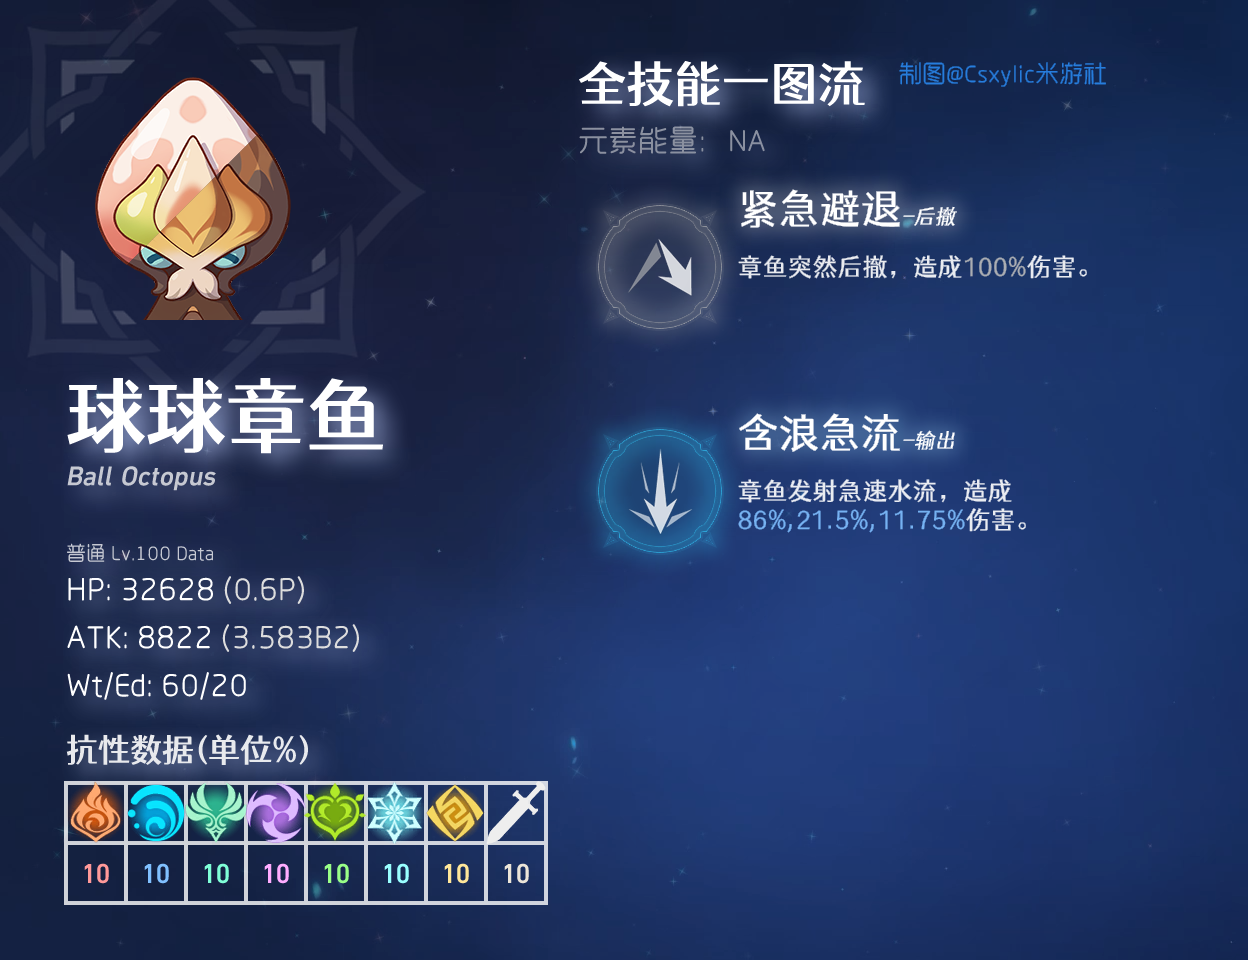 全技能一图流
制图@Csxylic米游社
元素能量: NA
紧急避退-后撤
章鱼突然后撤，造成100%伤害。
含浪急流-输出
章鱼发射急速水流，造成
86%,21.5%,11.75%伤害。
球球章鱼
Ball Octopus
普通 Lv.100 Data
HP: 32628 (0.6P)
ATK: 8822 (3.583B2)
Wt/Ed: 60/20
抗性数据(单位%)
10 10 10 10 10 10 10 10